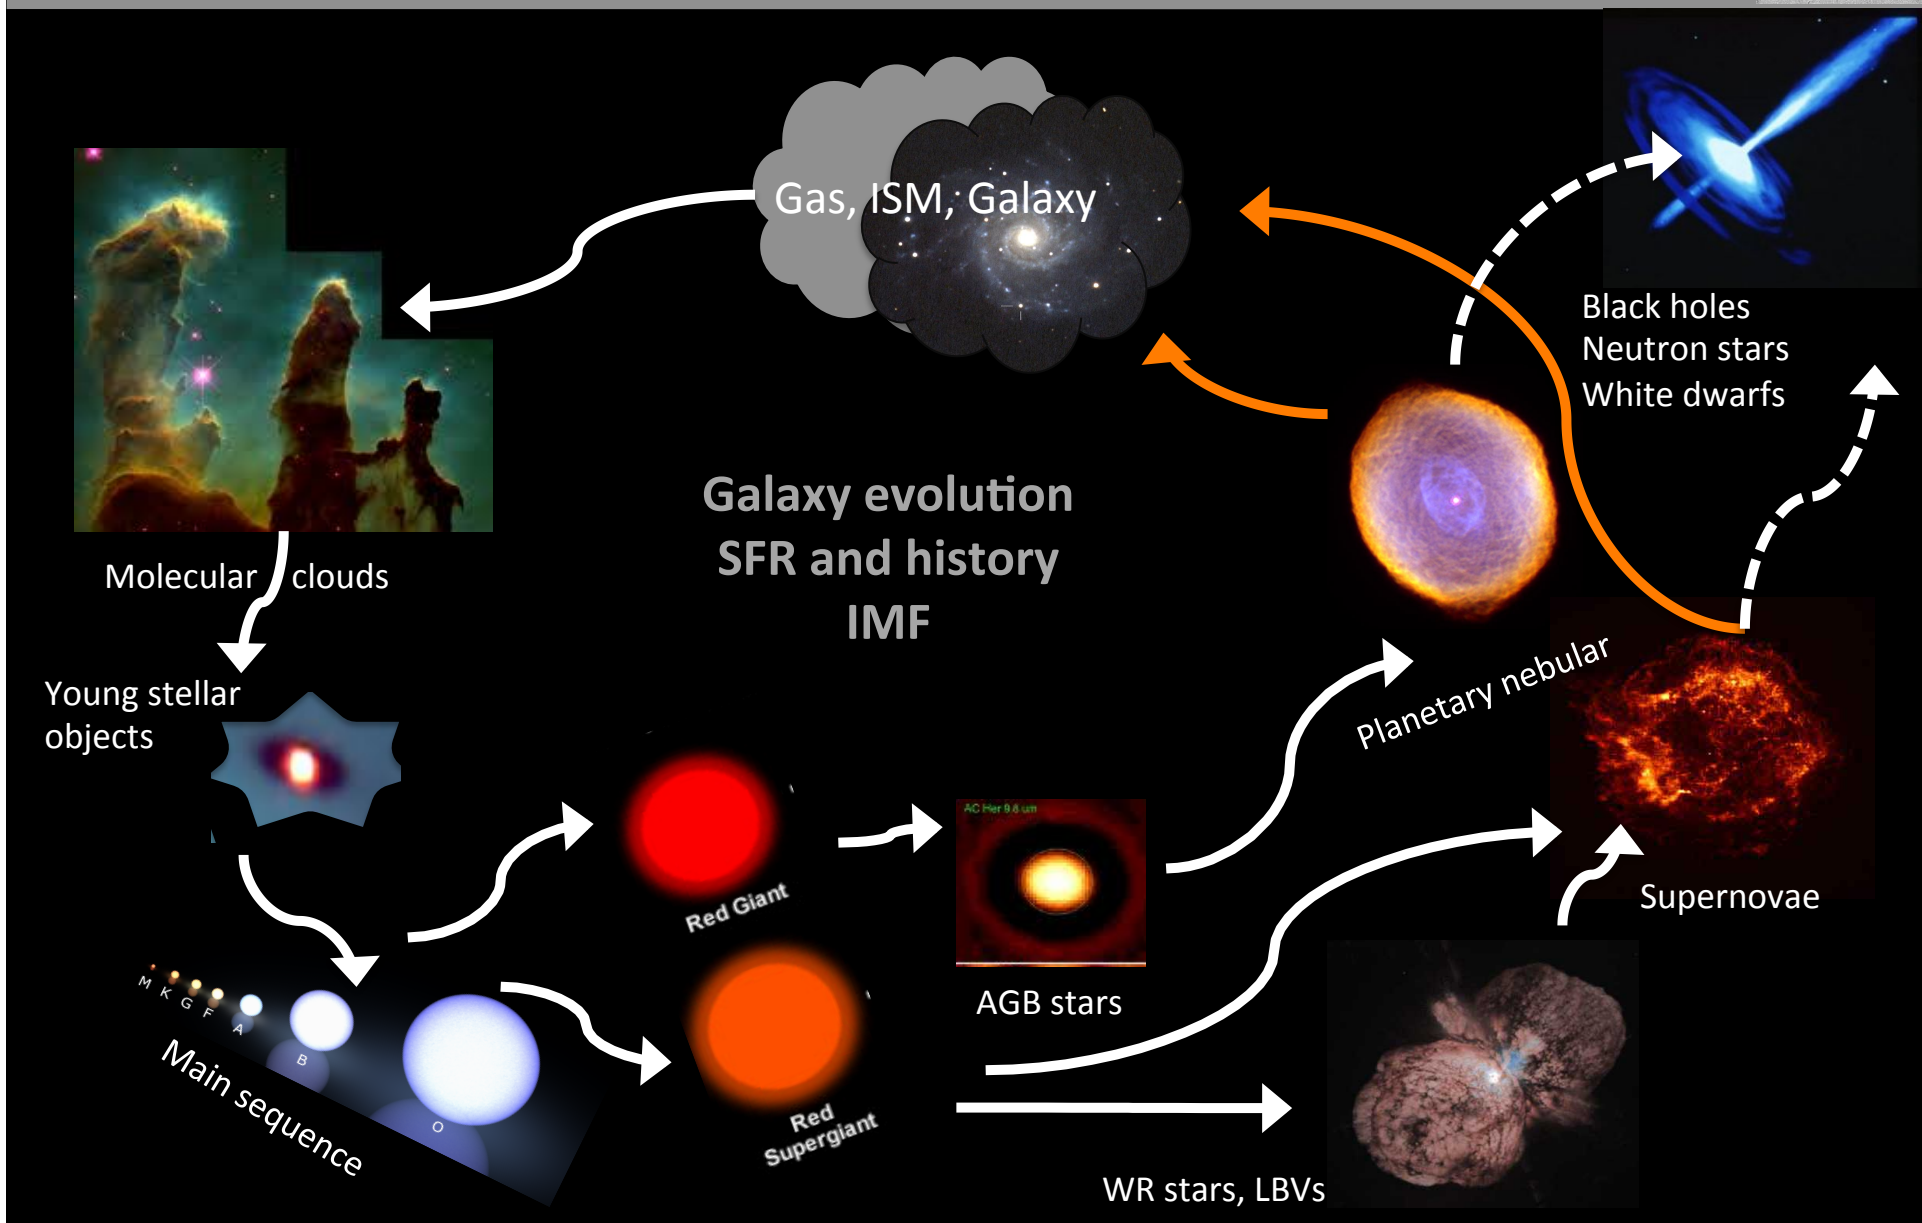 Gas, ISM, Galaxy
Black holes
Neutron stars
White dwarfs
Galaxy evolution
SFR and history
IMF
Molecular clouds
Young stellar
objects
Planetary nebular
AC Her 9.8 um
Red Giant
Supernovae
AGB stars
M K G F A B O
Main sequence
Red
Supergiant
WR stars, LBVs